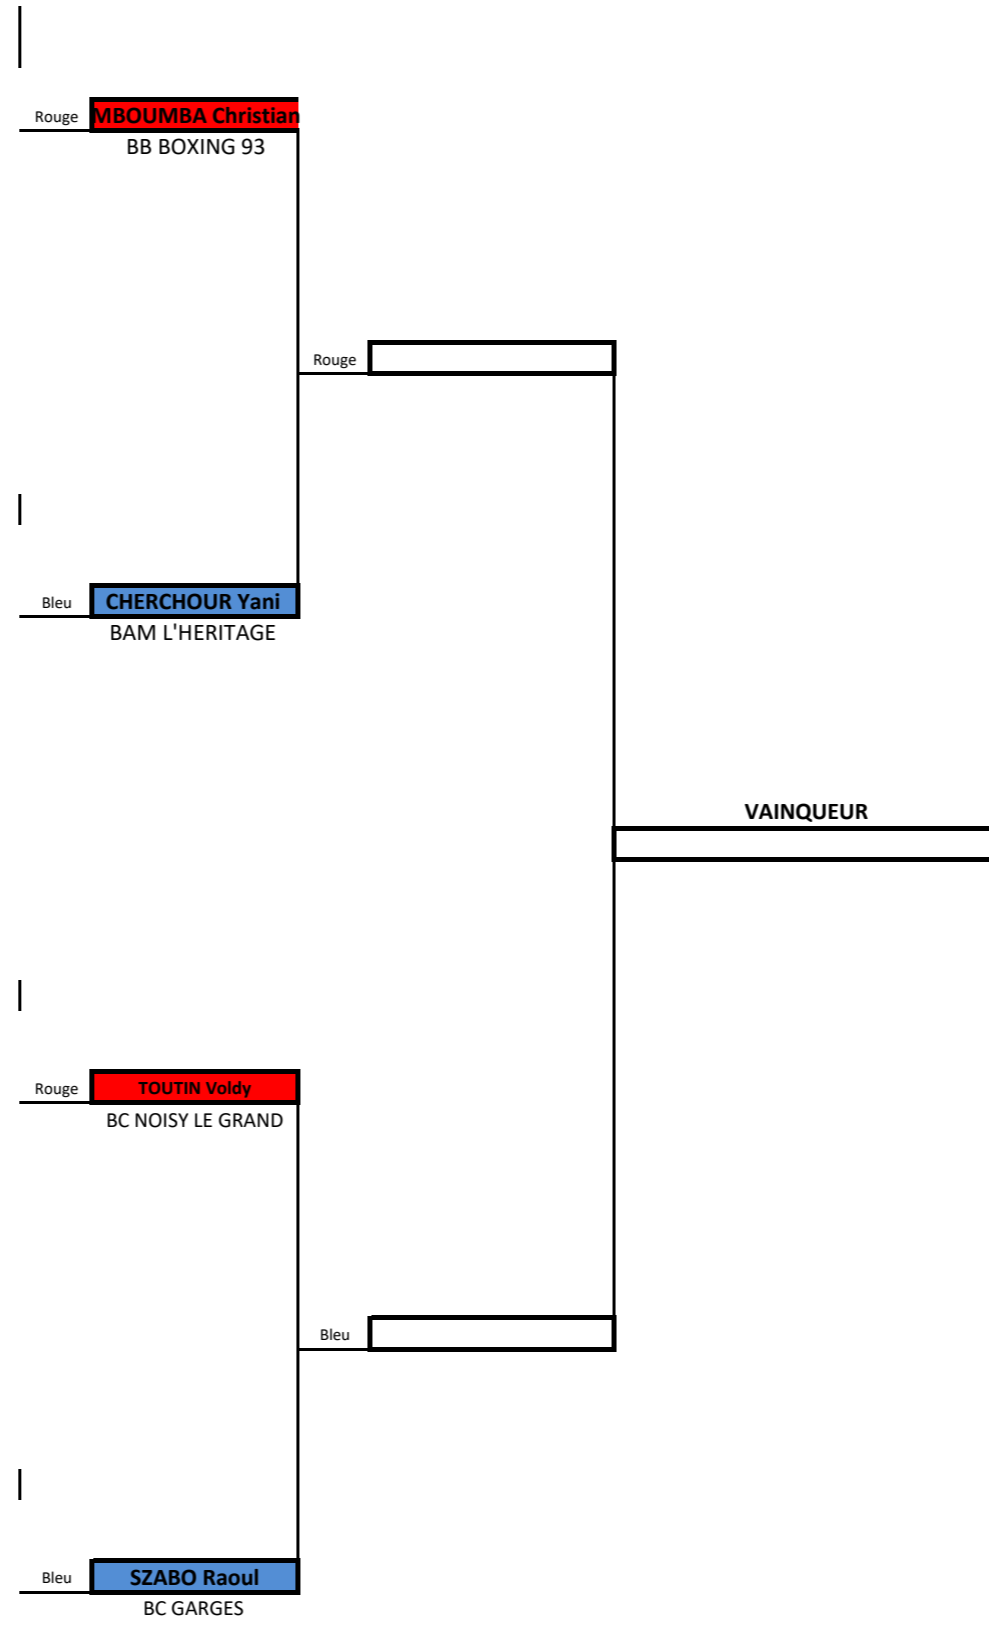 Rouge MBOUMBA Christian
BB BOXING 93
Rouge
Bleu CHERCHOUR Yani
BAM L'HERITAGE
VAINQUEUR
Rouge TOUTIN Voldy
BC NOISY LE GRAND
Bleu
Bleu SZABO Raoul
BC GARGES